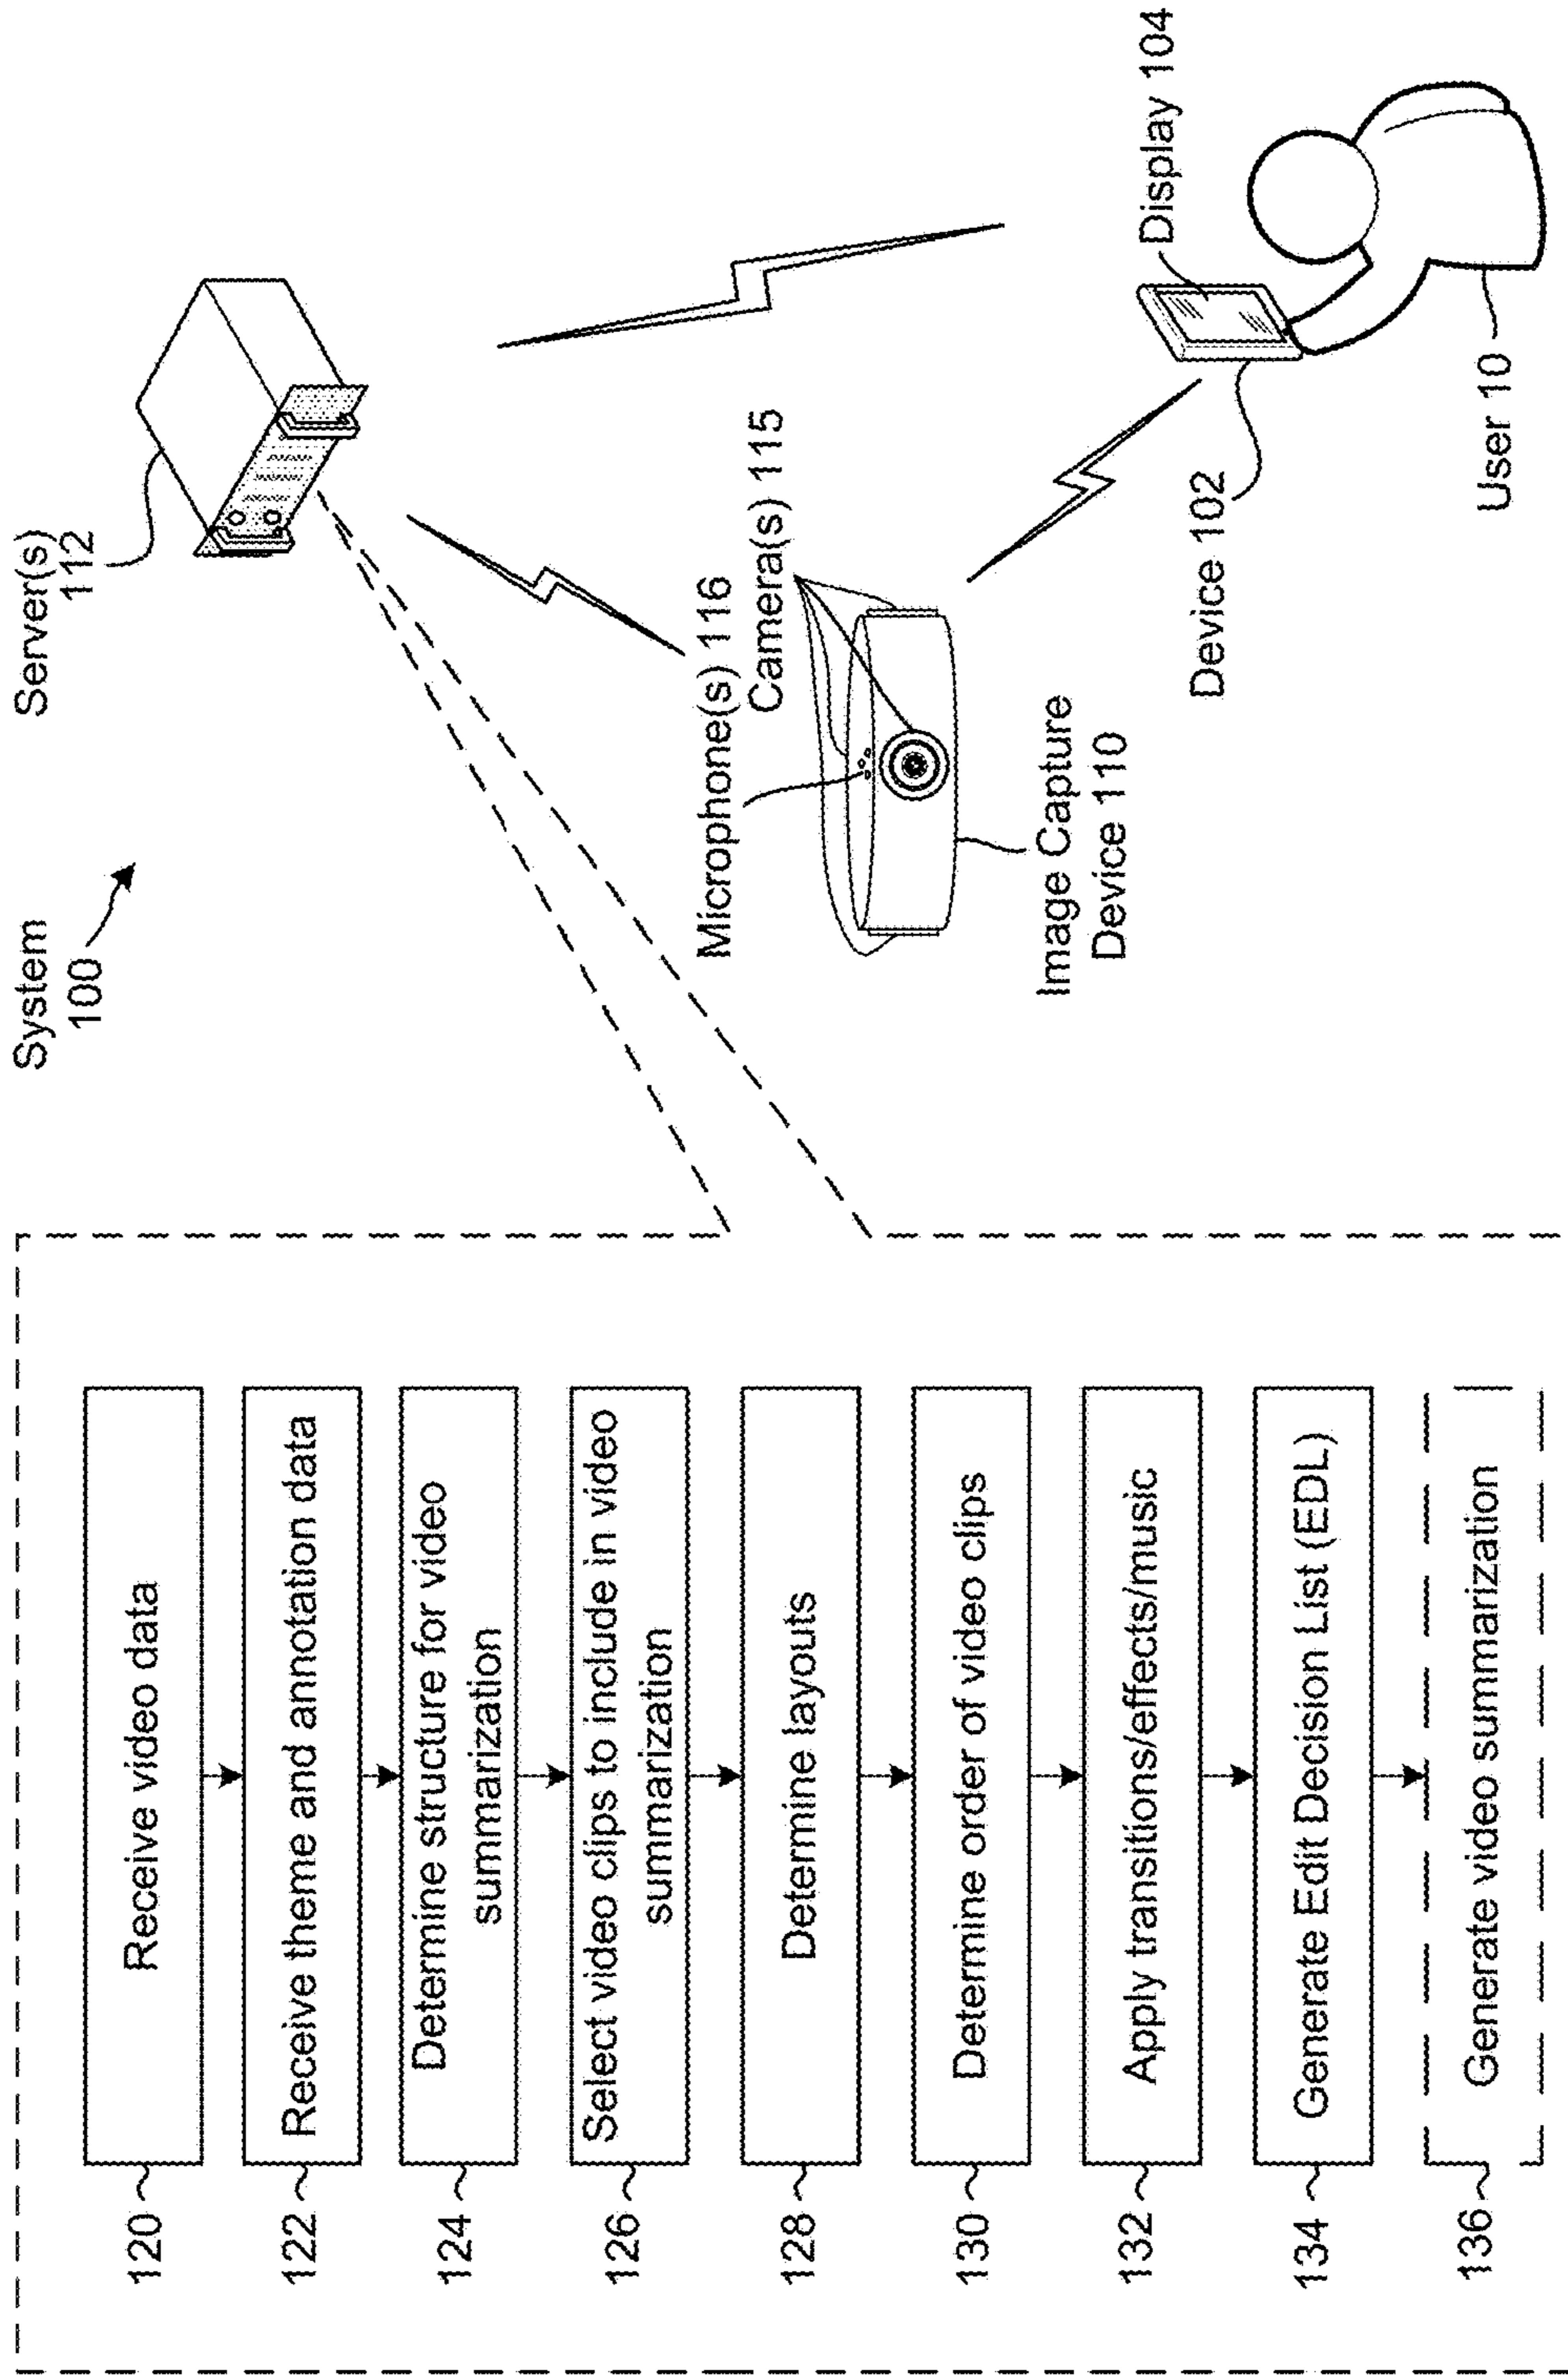 System
100
Server(s)
112
Microphone(s) 116
Camera(s) 115
Image Capture
Device 110
Device 102
Display 104
User 10
120
Receive video data
122
Receive theme and annotation data
124
Determine structure for video
summarization
126
Select video clips to include in video
summarization
128
Determine layouts
130
Determine order of video clips
132
Apply transitions/effects/music
134
Generate Edit Decision List (EDL)
136
Generate video summarization